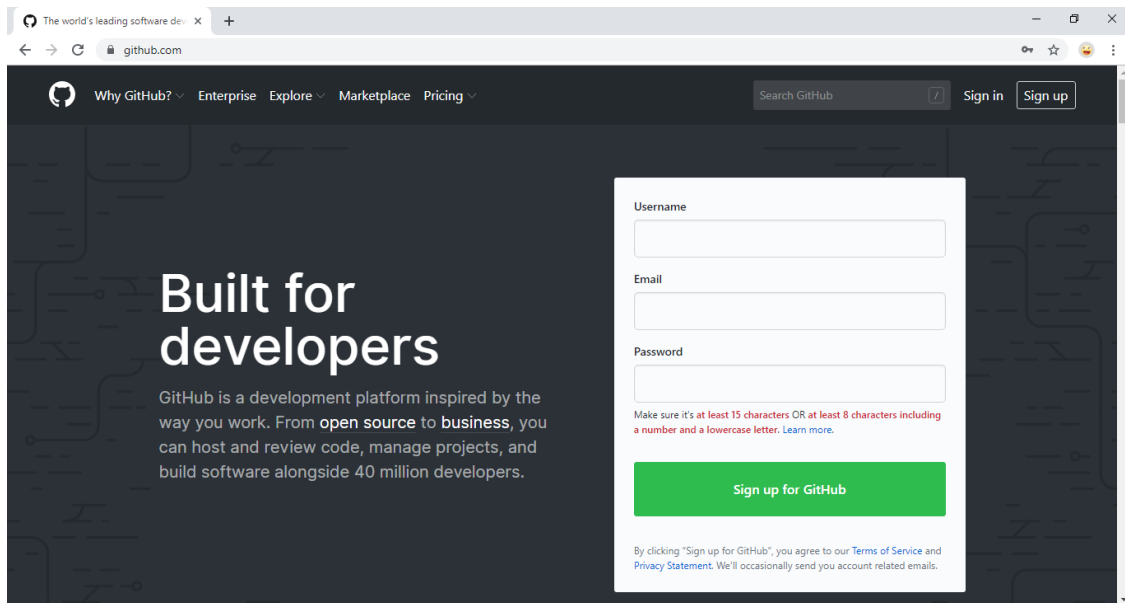 The world's leading software dev
github.com
Why GitHub? Enterprise Explore Marketplace Pricing
Search GitHub /
Sign in Sign up
Built for
developers
GitHub is a development platform inspired by the
way you work. From open source to business, you
can host and review code, manage projects, and
build software alongside 40 million developers.
Username
Email
Password
Make sure it's at least 15 characters OR at least 8 characters including
a number and a lowercase letter. Learn more.
Sign up for GitHub
By clicking "Sign up for GitHub", you agree to our Terms of Service and
Privacy Statement. We'll occasionally send you account related emails.